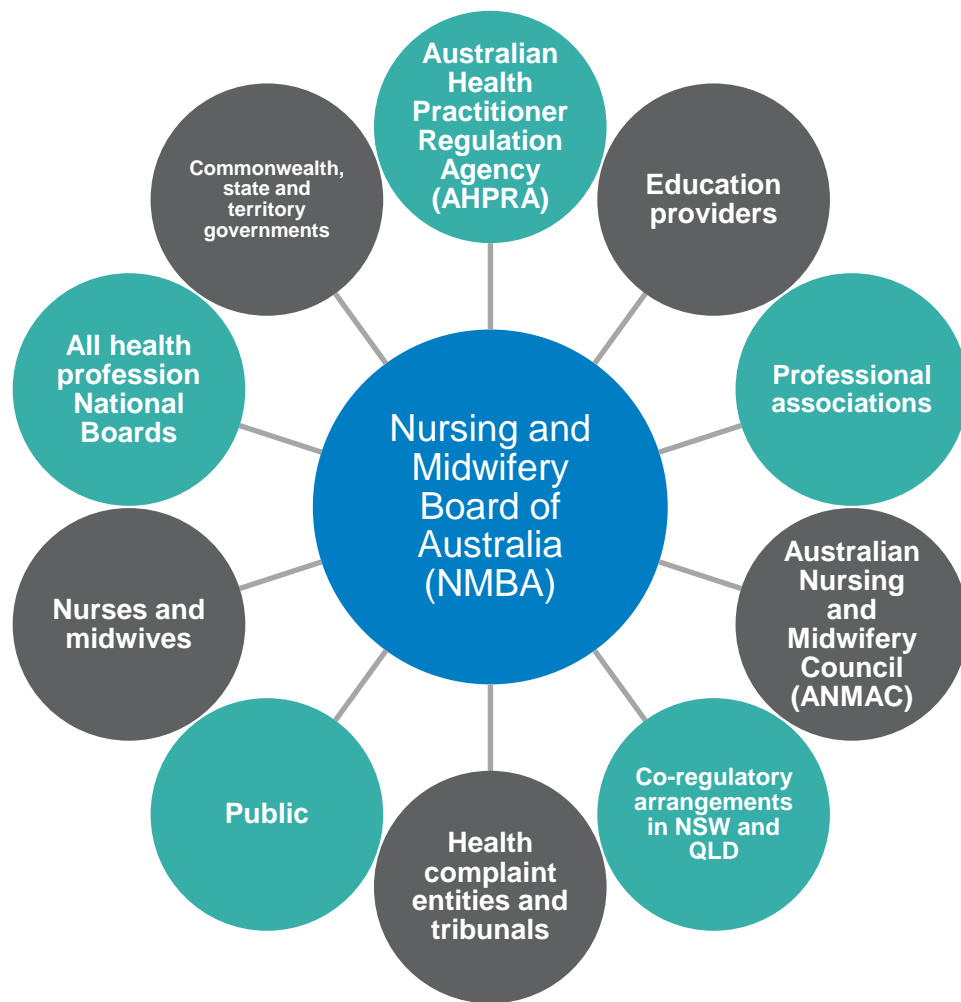 Australian
Health
Practitioner
Regulation
Agency
(AHPRA)
Education
providers
Professional
associations
Australian
Nursing
and
Midwifery
Council
(ANMAC)
Co-regulatory
arrangements
in NSW and
QLD
Health
complaint
entities and
tribunals
Public
Nurses and
midwives
All health
profession
National
Boards
Commonwealth,
state and
territory
governments
Nursing and
Midwifery
Board of
Australia
(NMBA)